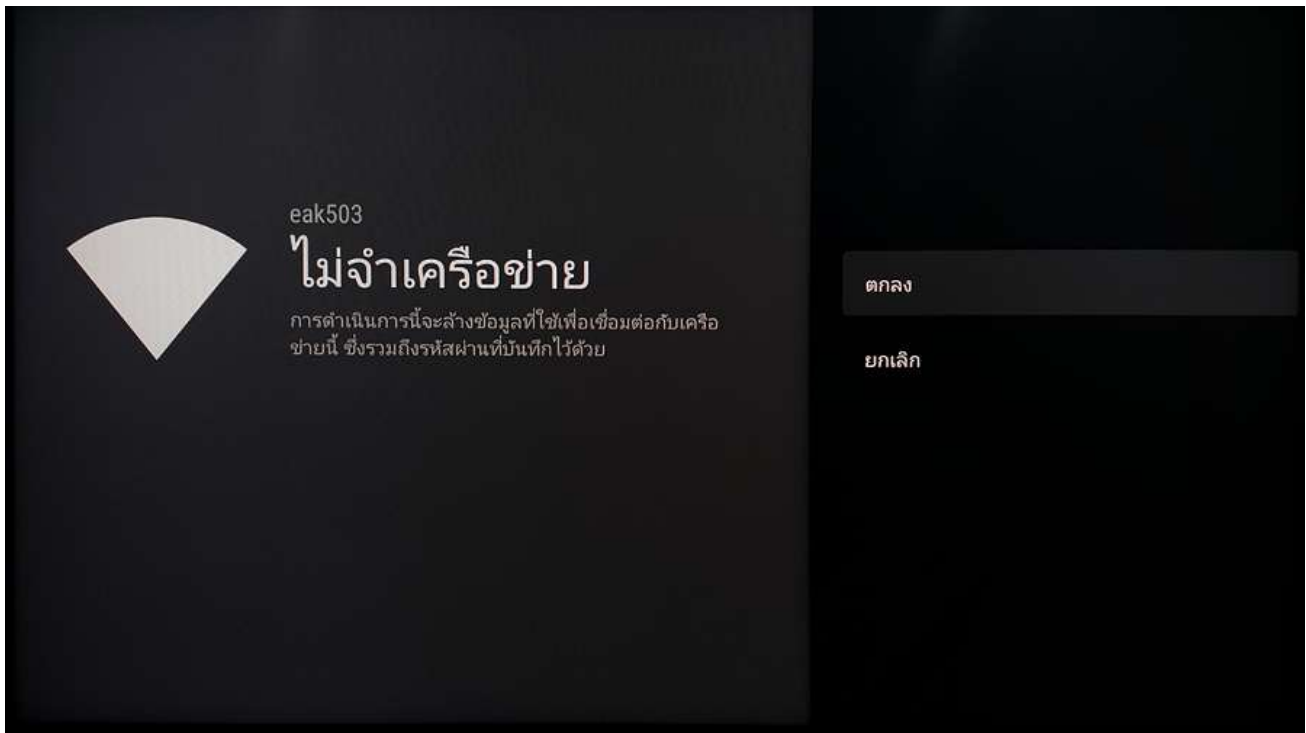 eak503
ไม่จำเครือข่าย
การดำเนินการนี้จะล้างข้อมูลที่ใช้เพื่อเชื่อมต่อกับเครือ
ข่ายนี้ ซึ่งรวมถึงรหัสผ่านที่บันทึกไว้ด้วย
ตกลง
ยกเลิก